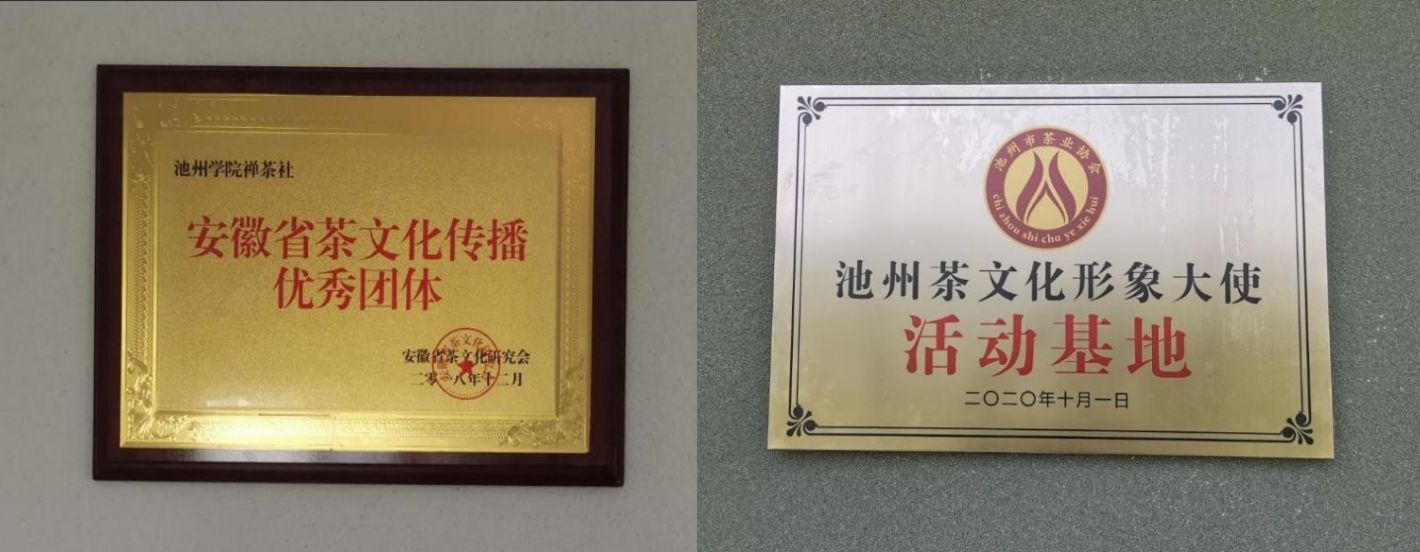 池州学院禅茶社
安徽省茶文化传播
优秀团体
安徽省茶文化研究会
二零一八年十二月
池州市茶业协会
chi zhou shi cha ye xie hui
池州茶文化形象大使
活动基地
二〇二〇年十月一日